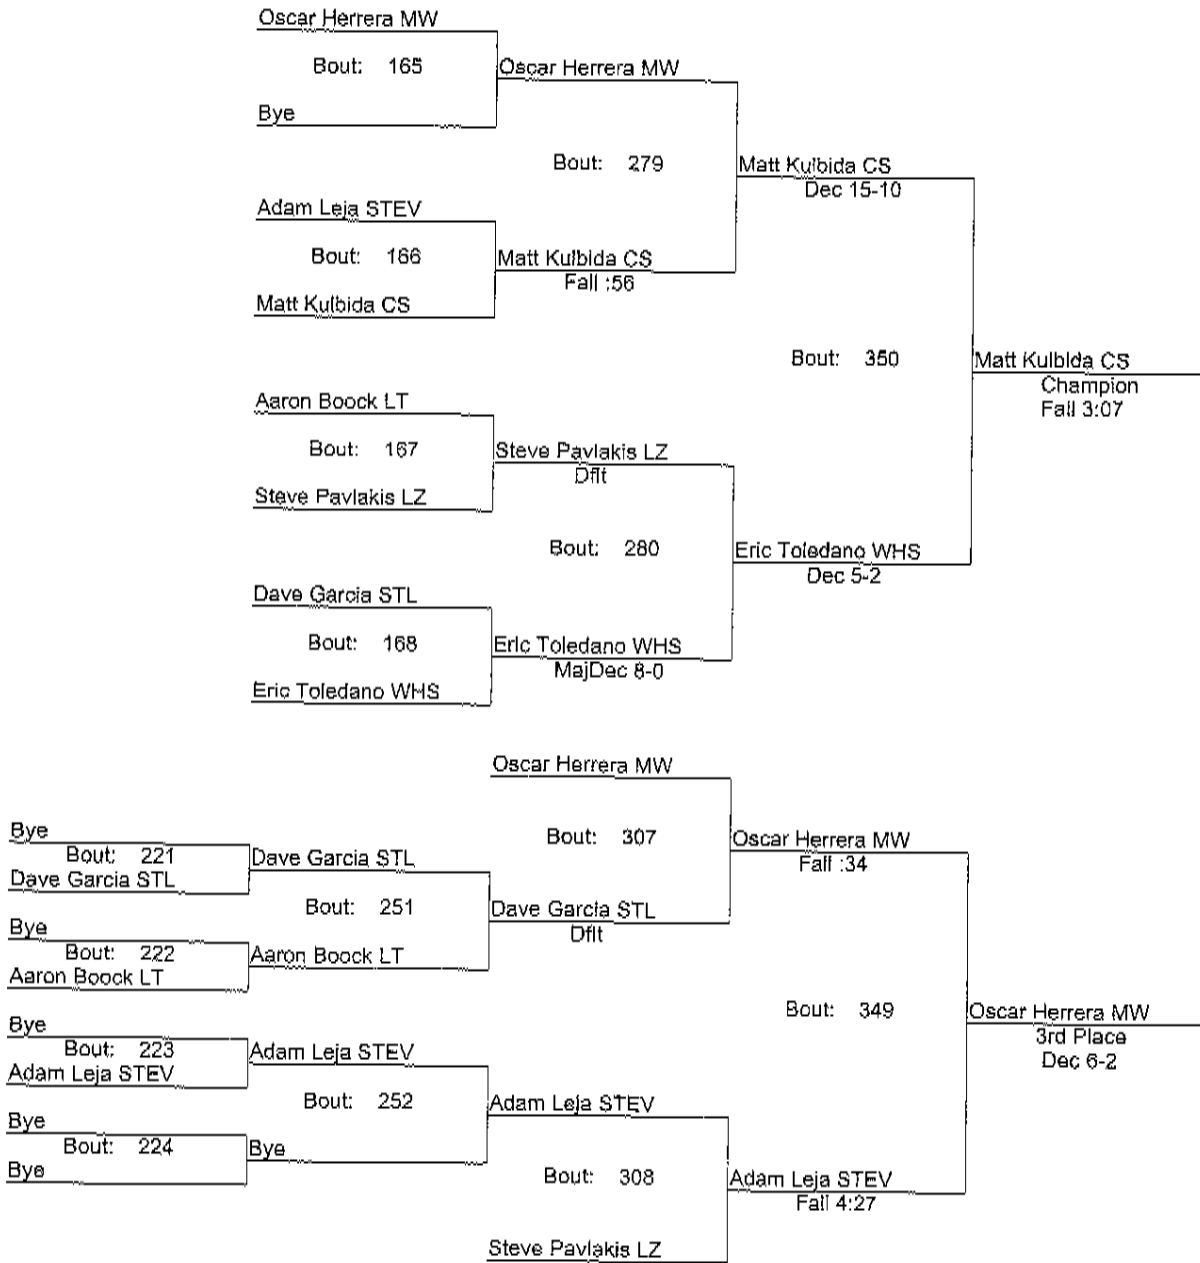 Oscar Herrera MW
Bout: 165
Oscar Herrera MW
Bye
Bout: 279
Matt Kulbida CS
Dec 15-10
Adam Leja STEV
Bout: 166
Matt Kulbida CS
Fall :56
Matt Kulbida CS
Bout: 350
Matt Kulbida CS
Champion
Fall 3:07
Aaron Boock LT
Bout: 167
Steve Pavlakis LZ
Dflt
Steve Pavlakis LZ
Bout: 280
Eric Toledano WHS
Dec 5-2
Dave Garcia STL
Bout: 168
Eric Toledano WHS
MajDec 8-0
Eric Toledano WHS
Oscar Herrera MW
Bout: 307
Oscar Herrera MW
Fall :34
Bye
Bout: 221
Dave Garcia STL
Dave Garcia STL
Bout: 251
Dave Garcia STL
Dflt
Bye
Bout: 222
Aaron Boock LT
Aaron Boock LT
Bout: 349
Oscar Herrera MW
3rd Place
Dec 6-2
Bye
Bout: 223
Adam Leja STEV
Adam Leja STEV
Bout: 252
Adam Leja STEV
Bye
Bout: 224
Bye
Bye
Bout: 308
Adam Leja STEV
Fall 4:27
Steve Pavlakis LZ